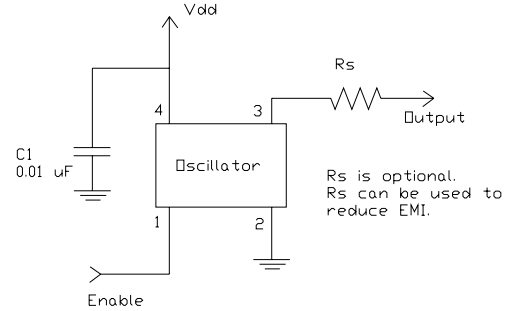 Vdd
Rs
4
3
Output
C1
0.01 uF
Oscillator
Rs is optional.
Rs can be used to
reduce EMI.
1
2
Enable